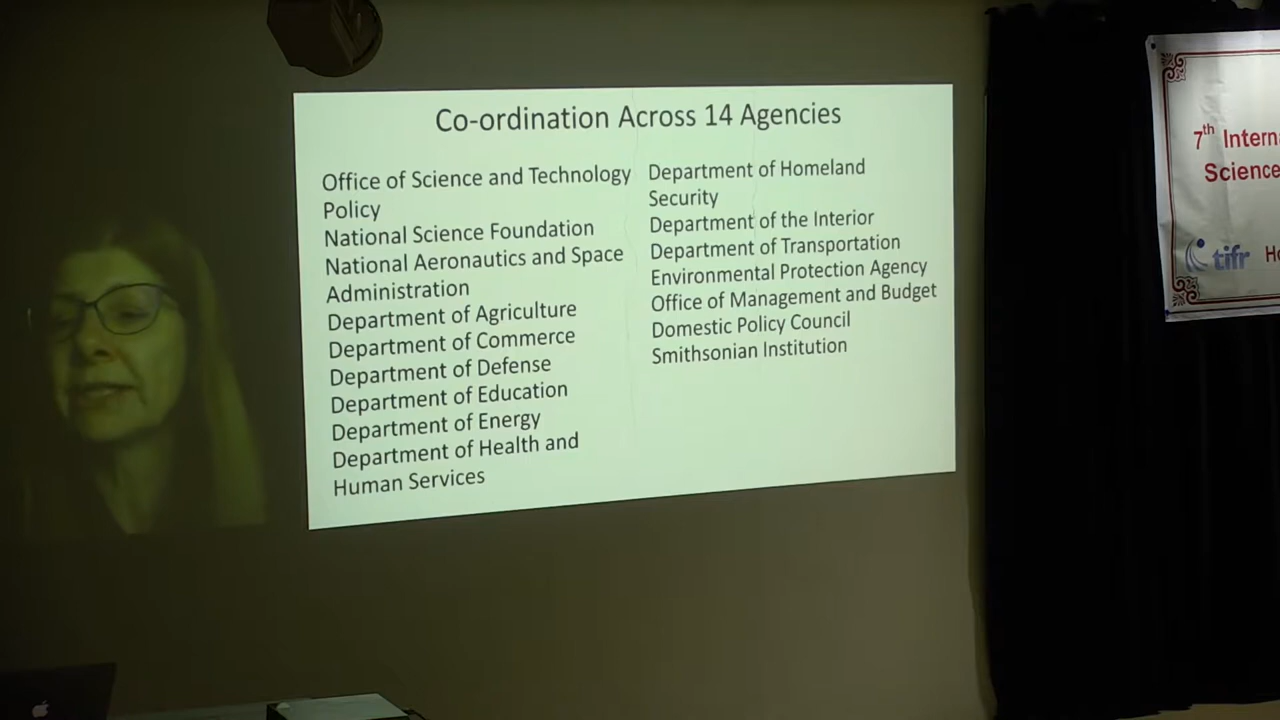 Co-ordination Across 14 Agencies
Office of Science and Technology
Policy
National Science Foundation
National Aeronautics and Space
Administration
Department of Agriculture
Department of Commerce
Department of Defense
Department of Education
Department of Energy
Department of Health and
Human Services
Department of Homeland
Security
Department of the Interior
Department of Transportation
Environmental Protection Agency
Office of Management and Budget
Domestic Policy Council
Smithsonian Institution
7th Intern
Science
tifr Ho